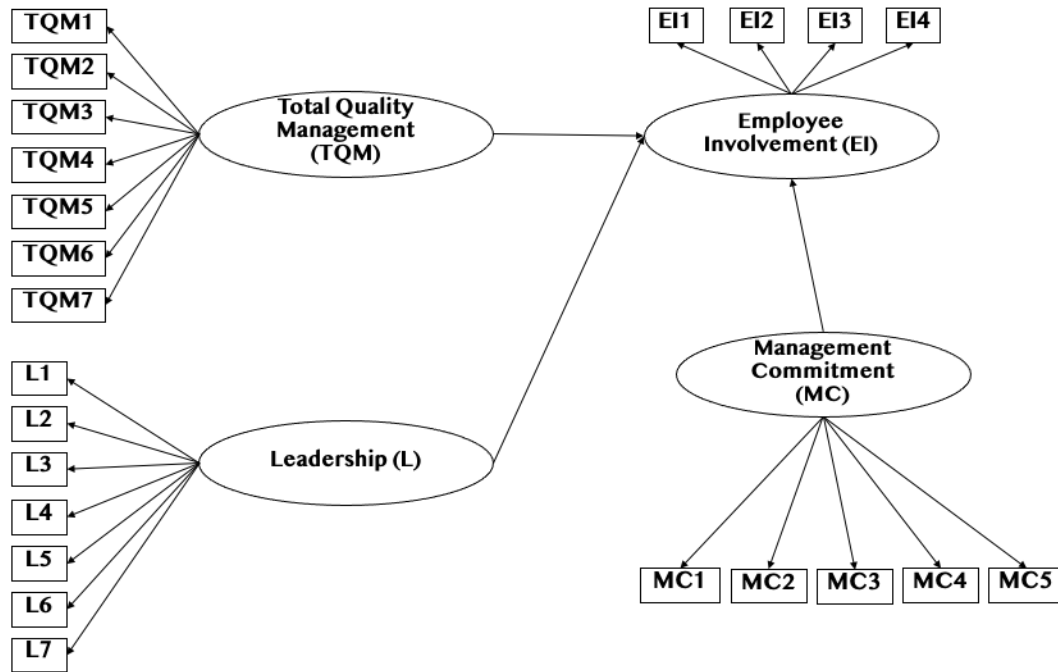 TQM1
TQM2
TQM3
TQM4
TQM5
TQM6
TQM7
Total Quality
Management
(TQM)
EI1
EI2
EI3
EI4
Employee
Involvement (EI)
L1
L2
L3
L4
L5
L6
L7
Leadership (L)
Management
Commitment
(MC)
MC1
MC2
MC3
MC4
MC5